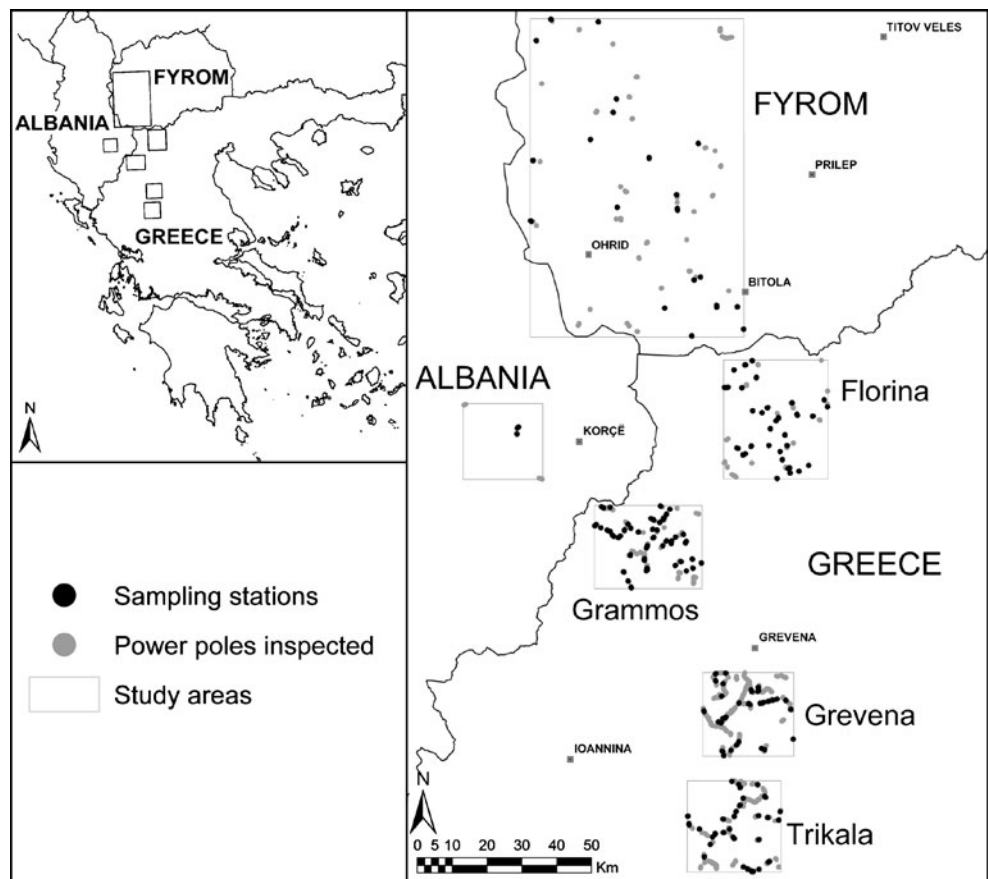 FYROM
ALBANIA
GREECE
N
Sampling stations
Power poles inspected
Study areas
TITOV VELES
FYROM
PRILEP
OHRID
BITOLA
ALBANIA
Florina
KORÇË
GREECE
Grammos
GREVENA
Grevena
IOANNINA
N
Trikala
0 5 10 20 30 40 50
Km